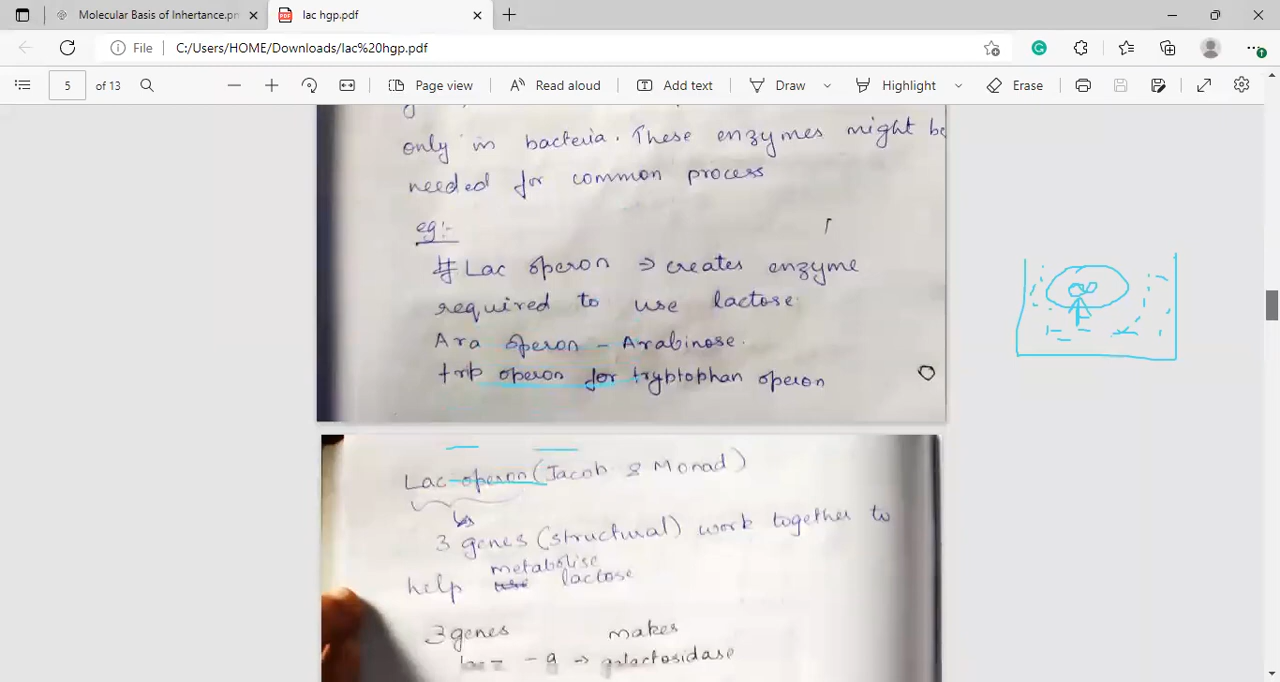 Molecular Basis of Inhertance.pn
lac hgp.pdf
File
C:/Users/HOME/Downloads/lac%20hgp.pdf
5 of 13
Page view
Read aloud
Add text
Draw
Highlight
Erase
only in bacteria. These enzymes might be
needed for common process
eg:-
# Lac operon ⇒ creates enzyme
required to use lactose.
Ara operon - Arabinose.
trp operon for tryptophan operon
Lac-operon (Jacob & Monad)
3 genes (structural) work together to
metabolise
help lactose
3 genes makes
galactosidase